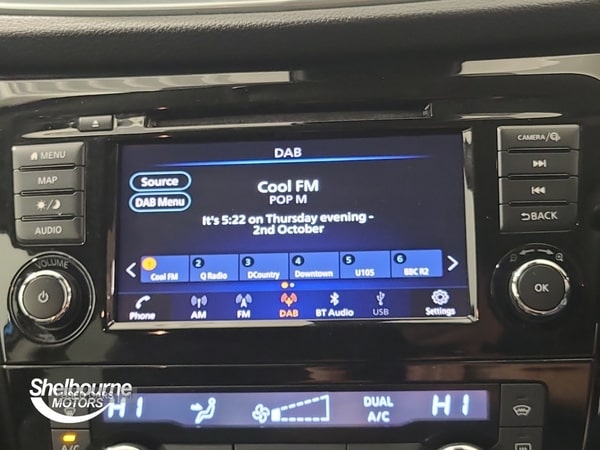 DAB
MENU
MAP
AUDIO
VOLUME
CAMERA
BACK
OK
Source
DAB Menu
Cool FM
POP M
It's 5:22 on Thursday evening -
2nd October
1 Cool FM
2 Q Radio
3 DCountry
4 Downtown
5 U105
6 BBC R2
Phone
AM
FM
DAB
BT Audio
USB
Settings
Shelbourne
MOTORS
HI
DUAL
A/C
HI
A/C